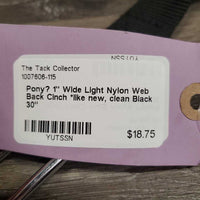 YUTSSN
The Tack Collector
1007606-115
Pony? 1" Wide Light Nylon Web
Back Cinch *like new, clean Black
30"
$18.75
YUTSSN